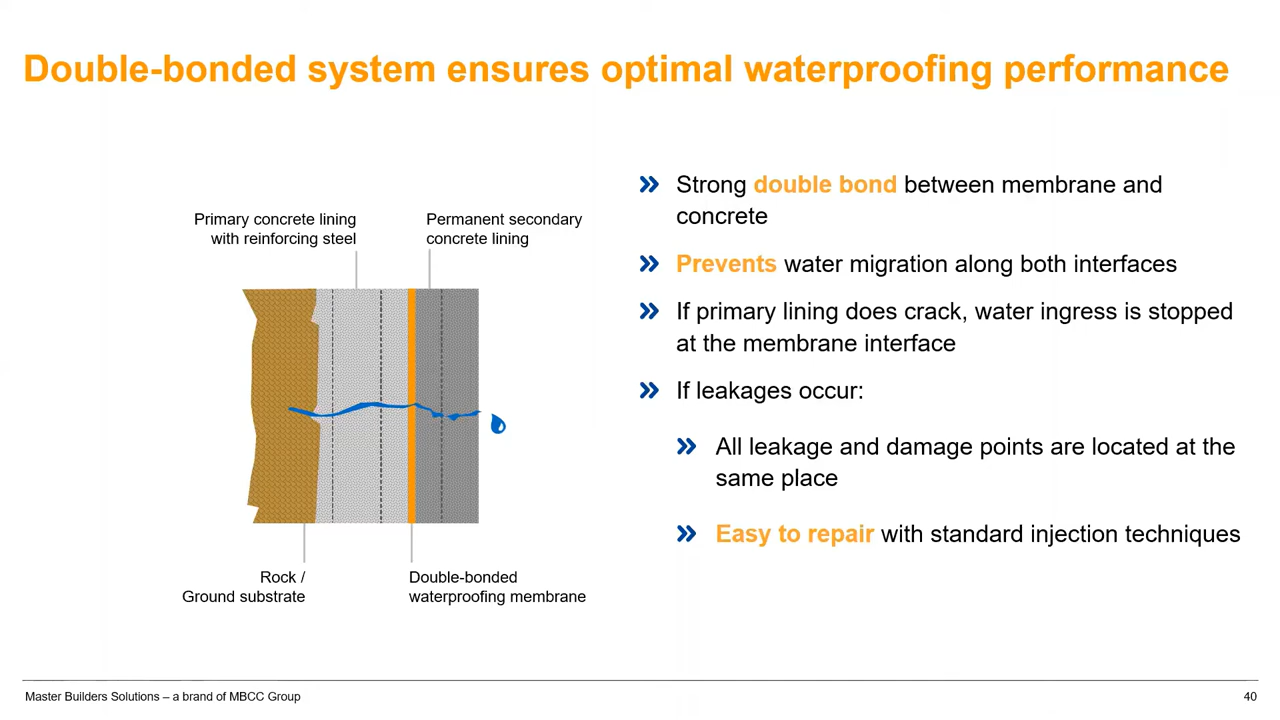 Double-bonded system ensures optimal waterproofing performance
Primary concrete lining
with reinforcing steel
Permanent secondary
concrete lining
Rock /
Ground substrate
Double-bonded
waterproofing membrane
Strong double bond between membrane and
concrete
Prevents water migration along both interfaces
If primary lining does crack, water ingress is stopped
at the membrane interface
If leakages occur:
All leakage and damage points are located at the
same place
Easy to repair with standard injection techniques
Master Builders Solutions – a brand of MBCC Group
40